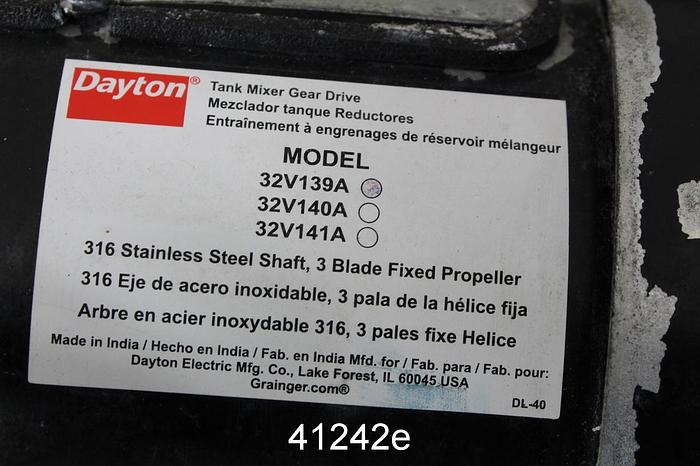 Dayton®
Tank Mixer Gear Drive
Mezclador tanque Reductores
Entraînement à engrenages de réservoir mélangeur
MODEL
32V139A
32V140A
32V141A
316 Stainless Steel Shaft, 3 Blade Fixed Propeller
316 Eje de acero inoxidable, 3 pala de la hélice fija
Arbre en acier inoxydable 316, 3 pales fixe Helice
Made in India / Hecho en India / Fab. en India Mfd. for / Fab. para / Fab. pour:
Dayton Electric Mfg. Co., Lake Forest, IL 60045 USA
Grainger.com®
DL-40
41242e